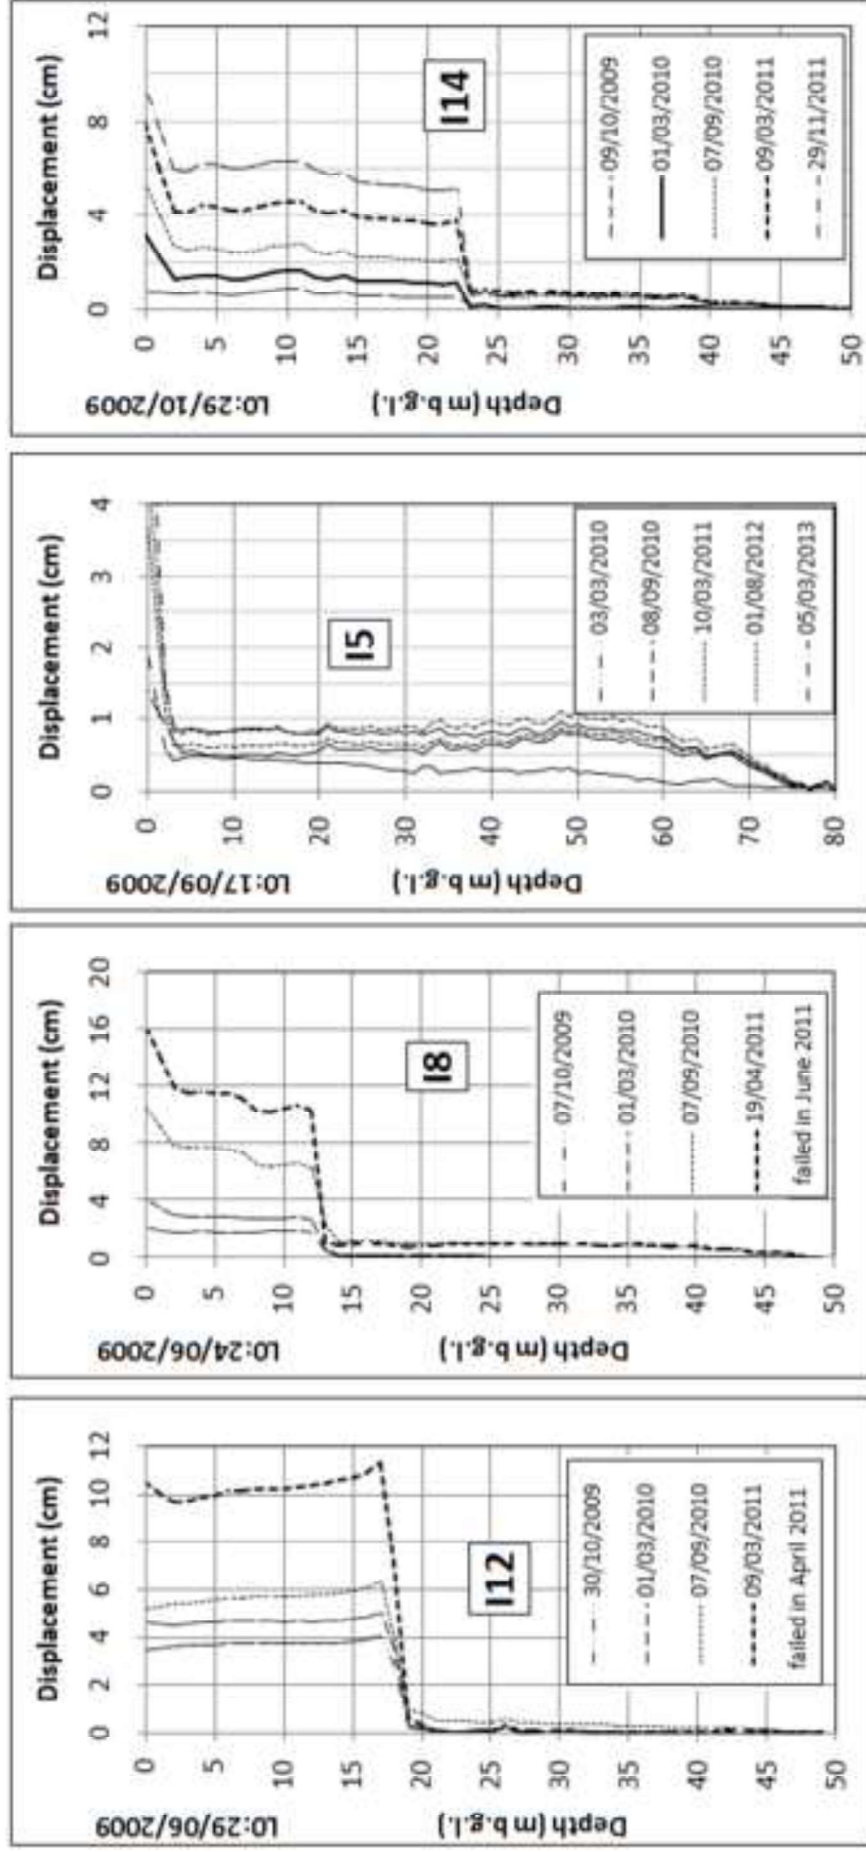 Displacement (cm)
0 2 4 6 8 10 12
0
5
10
15
20
25
30
35
40
45
50
L0:29/06/2009
Depth (m b.g.l.)
I12
30/10/2009
01/03/2010
07/09/2010
09/03/2011
failed in April 2011
Displacement (cm)
0 4 8 12 16 20
0
5
10
15
20
25
30
35
40
45
50
L0:24/06/2009
Depth (m b.g.l.)
I8
07/10/2009
01/03/2010
07/09/2010
19/04/2011
failed in June 2011
Displacement (cm)
0 1 2 3 4
0
10
20
30
40
50
60
70
80
L0:17/09/2009
Depth (m b.g.l.)
I5
03/03/2010
08/09/2010
10/03/2011
01/08/2012
05/03/2013
Displacement (cm)
0 4 8 12
0
5
10
15
20
25
30
35
40
45
50
L0:29/10/2009
Depth (m b.g.l.)
I14
09/10/2009
01/03/2010
07/09/2010
09/03/2011
29/11/2011